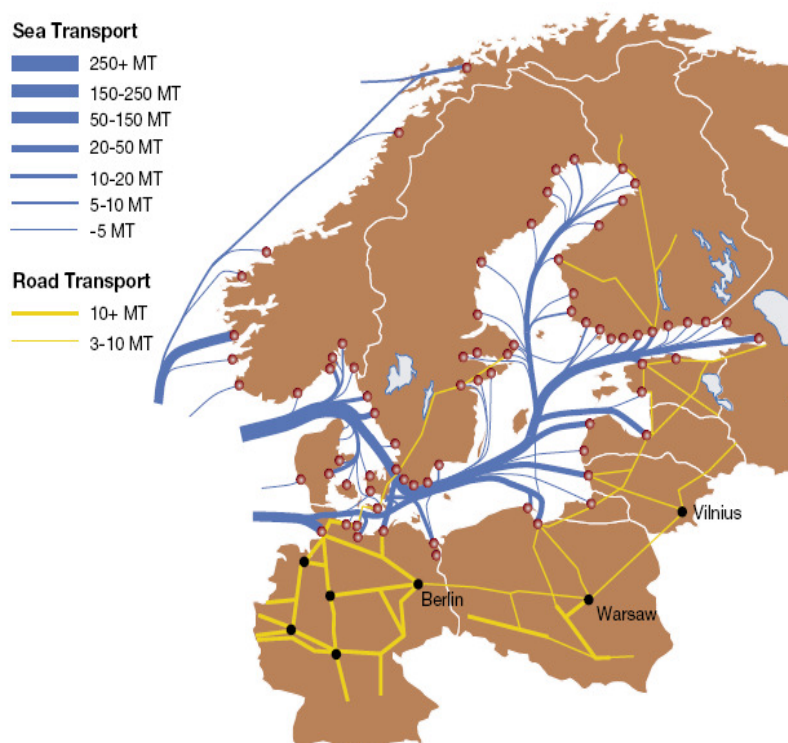 Sea Transport
250+ MT
150-250 MT
50-150 MT
20-50 MT
10-20 MT
5-10 MT
-5 MT
Road Transport
10+ MT
3-10 MT
Vilnius
Berlin
Warsaw